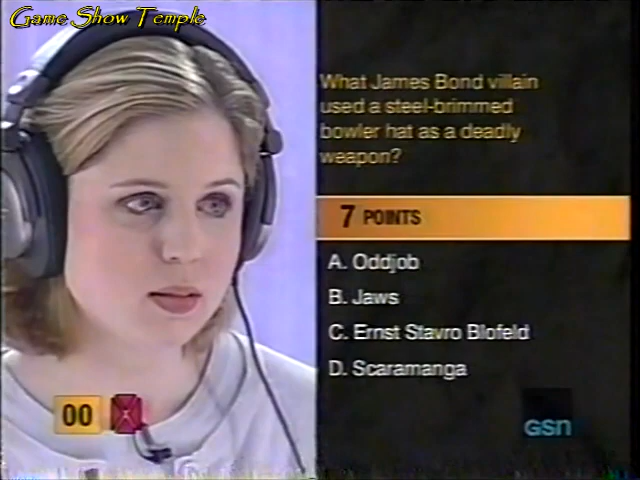 Game Show Temple
What James Bond villain
used a steel-brimmed
bowler hat as a deadly
weapon?
7 POINTS
A. Oddjob
B. Jaws
C. Ernst Stavro Blofeld
D. Scaramanga
00
GSN